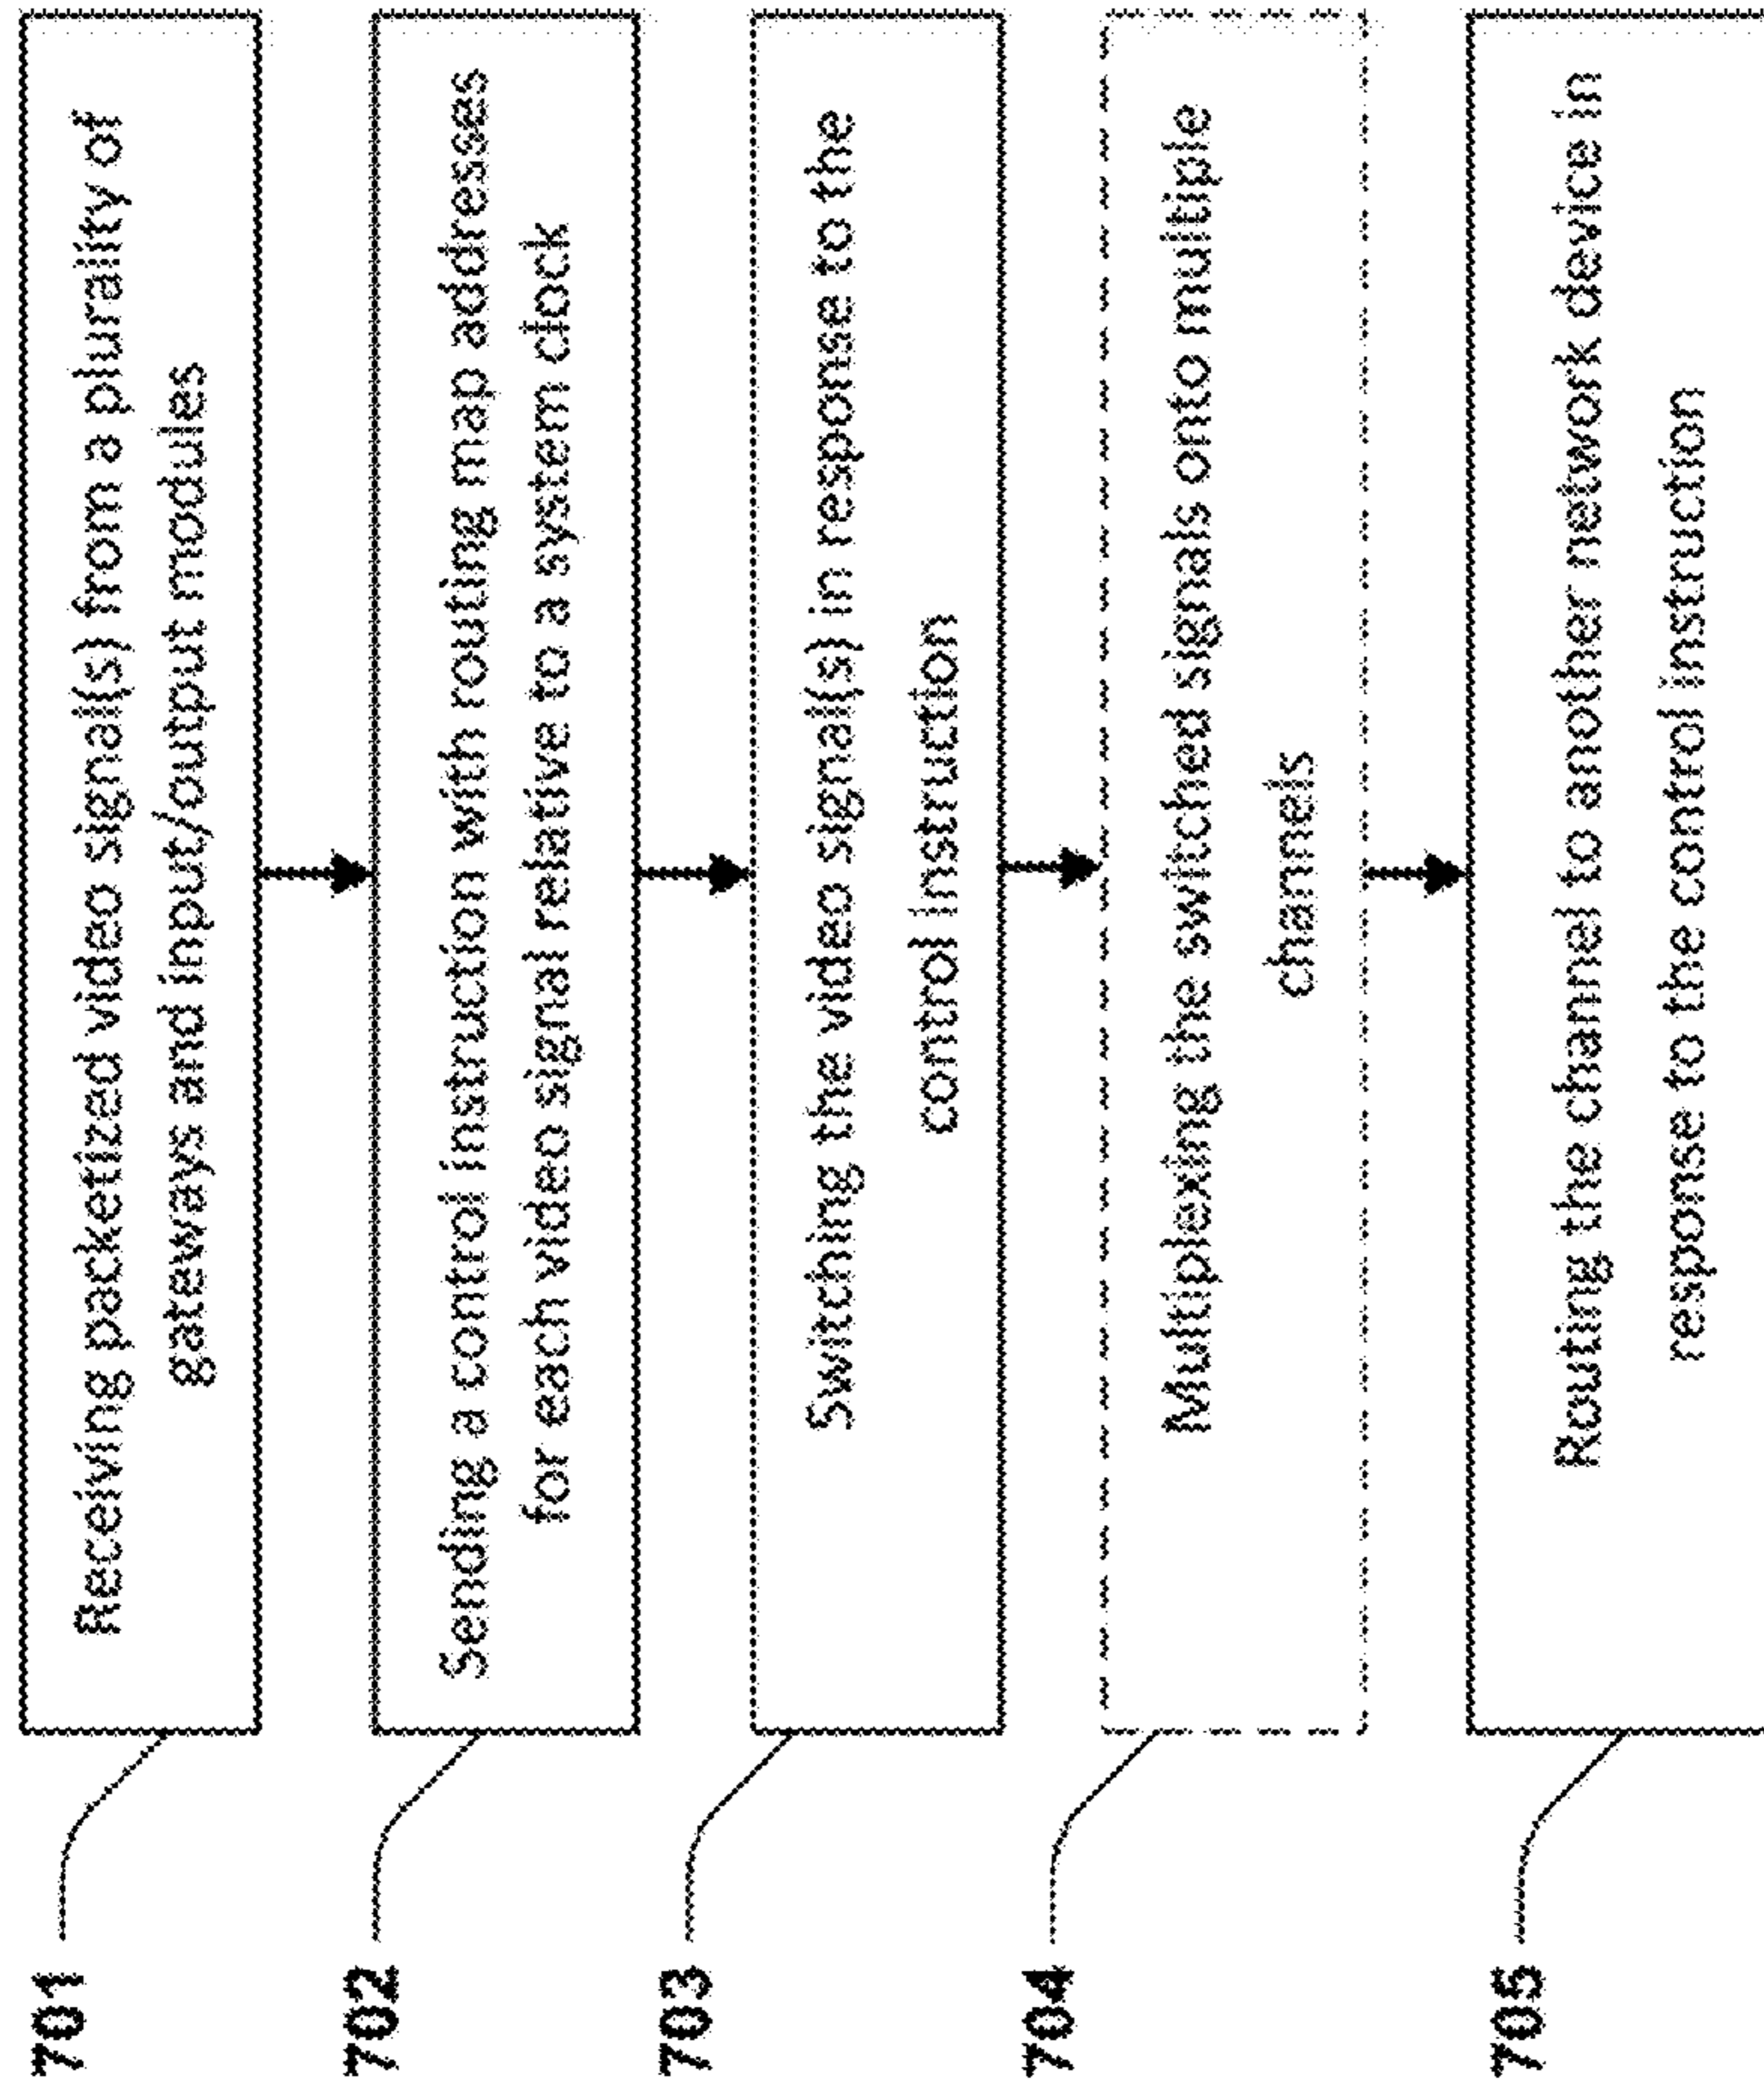 701
Receiving packetized video signal(s) from a plurality of
gateways and input/output modules
702
Sending a control instruction with routing map addresses
for each video signal relative to a system clock
703
Switching the video signal(s) in response to the
control instruction
704
Multiplexing the switched signals onto multiple
channels
705
Routing the channel to another network device in
response to the control instruction